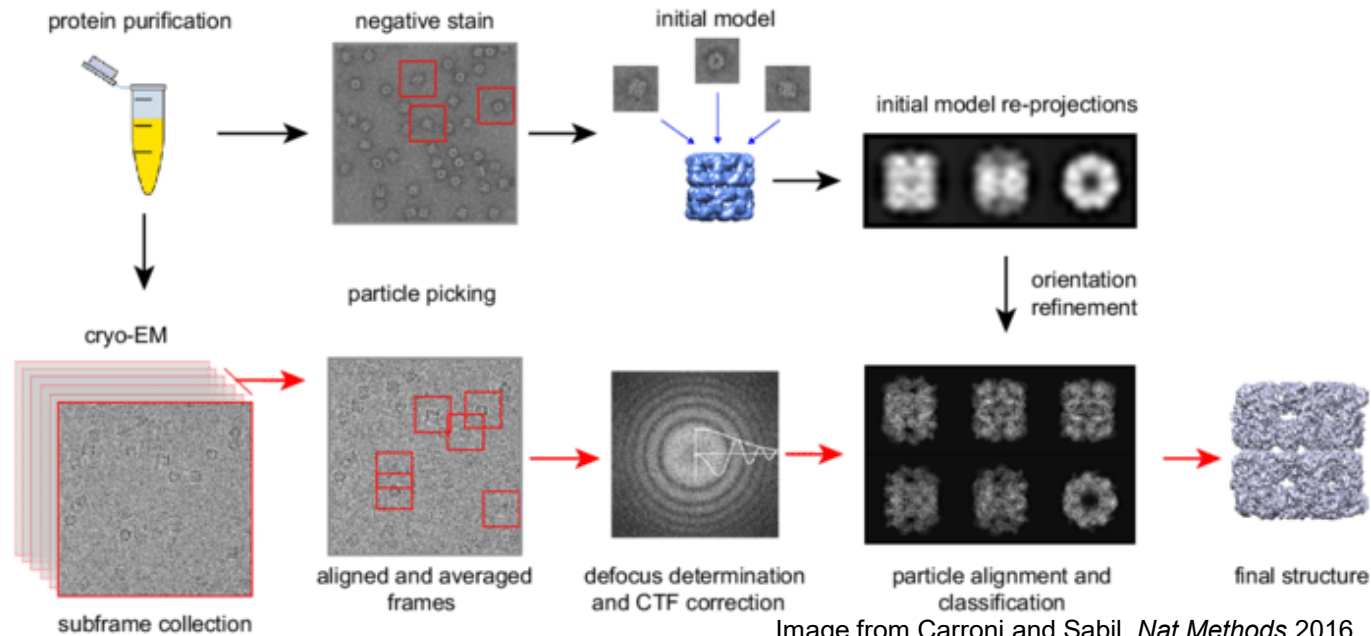 protein purification
negative stain
initial model
initial model re-projections
orientation
refinement
particle picking
cryo-EM
aligned and averaged
frames
defocus determination
and CTF correction
particle alignment and
classification
final structure
subframe collection
Image from Carroni and Sabil, Nat Methods 2016